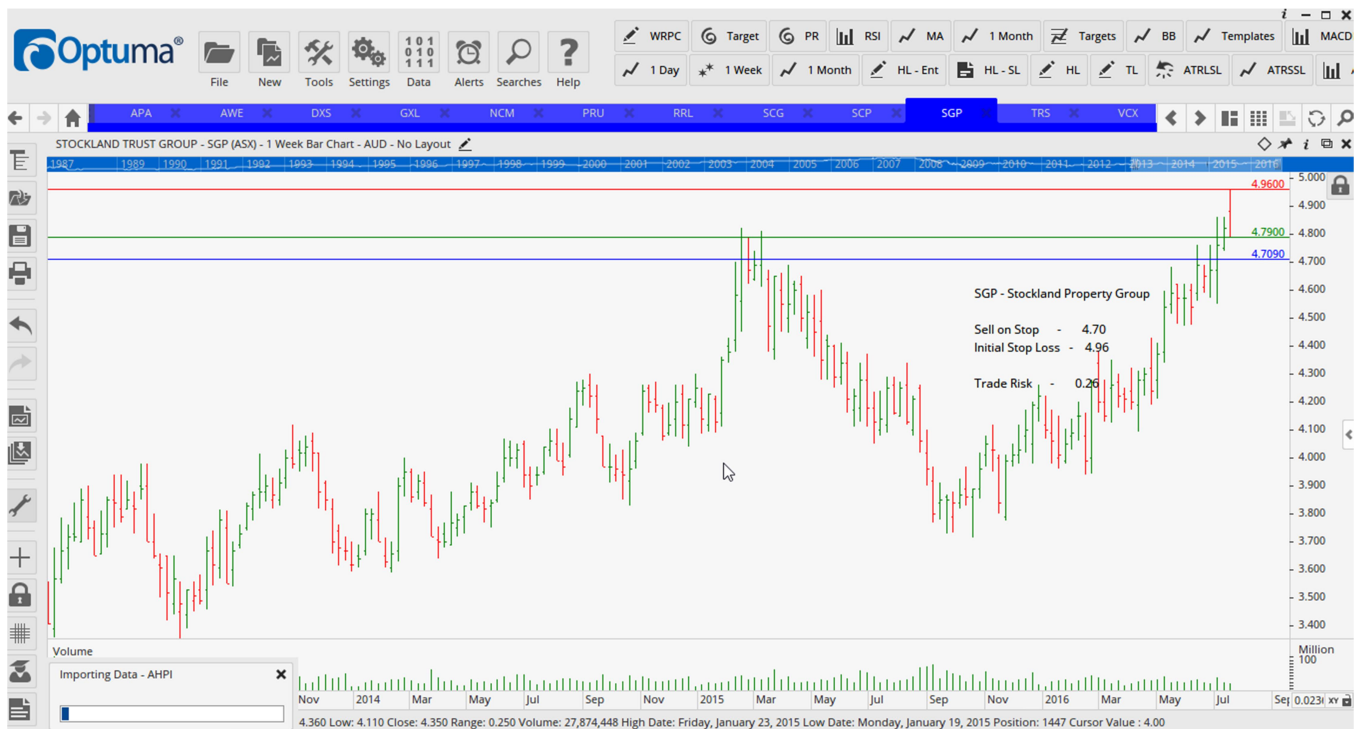 Optuma®
File New Tools Settings Data Alerts Searches Help
WRPC Target PR RSI MA 1 Month Targets BB Templates MACD
1 Day 1 Week 1 Month HL - Ent HL - SL HL TL ATRLSL ATRSSL
APA AWE DXS GXL NCM PRU RRL SCG SCP SGP TRS VCX
STOCKLAND TRUST GROUP - SGP (ASX) - 1 Week Bar Chart - AUD - No Layout
1987 1989 1990 1991 1992 1993 1994 1995 1996 1997 1998 1999 2000 2001 2002 2003 2004 2005 2006 2007 2008 2009 2010 2011 2012 2013 2014 2015 2016
5.000
4.9600
4.900
4.7900
4.800
4.7090
4.700
SGP - Stockland Property Group
4.600
Sell on Stop - 4.70
4.500
Initial Stop Loss - 4.96
4.400
Trade Risk - 0.26
4.300
4.200
4.100
4.000
3.900
3.800
3.700
3.600
3.500
3.400
Volume
Million
100
Importing Data - AHPI
Nov 2014 Mar May Jul Sep Nov 2015 Mar May Jul Sep Nov 2016 Mar May Jul
XY
4.360 Low: 4.110 Close: 4.350 Range: 0.250 Volume: 27,874,448 High Date: Friday, January 23, 2015 Low Date: Monday, January 19, 2015 Position: 1447 Cursor Value : 4.00